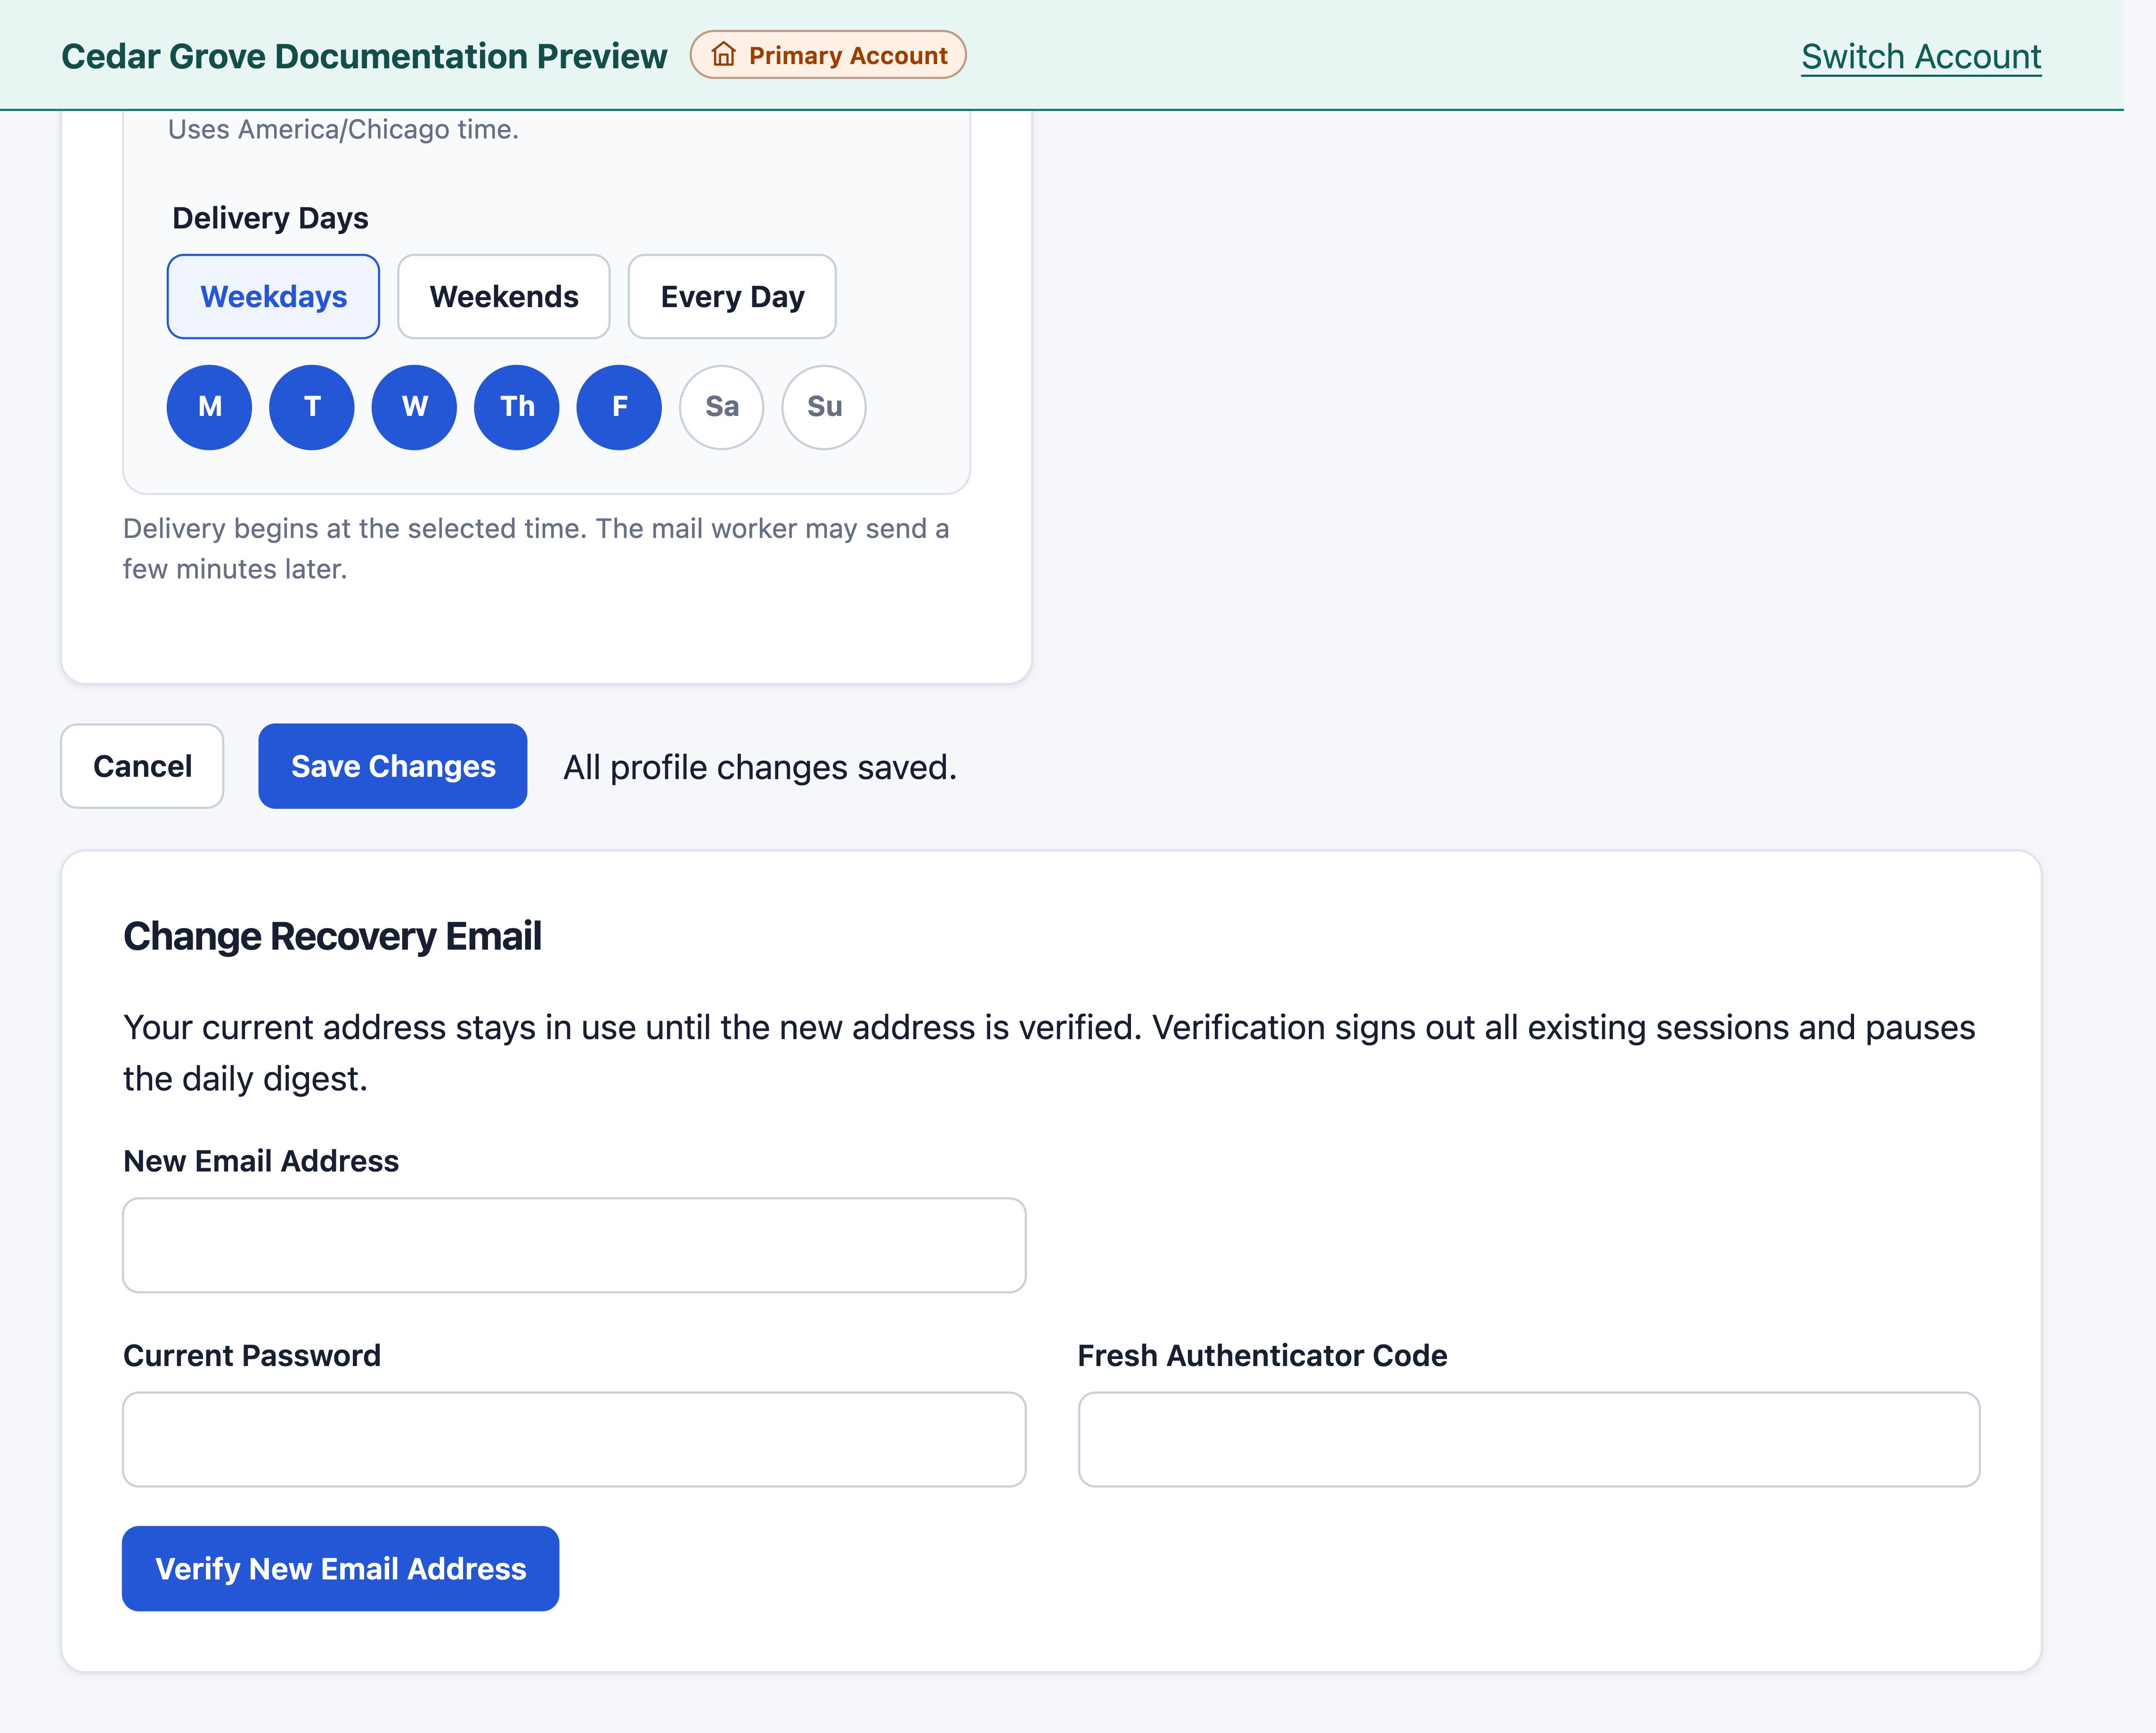 Cedar Grove Documentation Preview
Primary Account
Switch Account
Uses America/Chicago time.
Delivery Days
Weekdays
Weekends
Every Day
M
T
W
Th
F
Sa
Su
Delivery begins at the selected time. The mail worker may send a
few minutes later.
Cancel
Save Changes
All profile changes saved.
Change Recovery Email
Your current address stays in use until the new address is verified. Verification signs out all existing sessions and pauses
the daily digest.
New Email Address
Current Password
Fresh Authenticator Code
Verify New Email Address